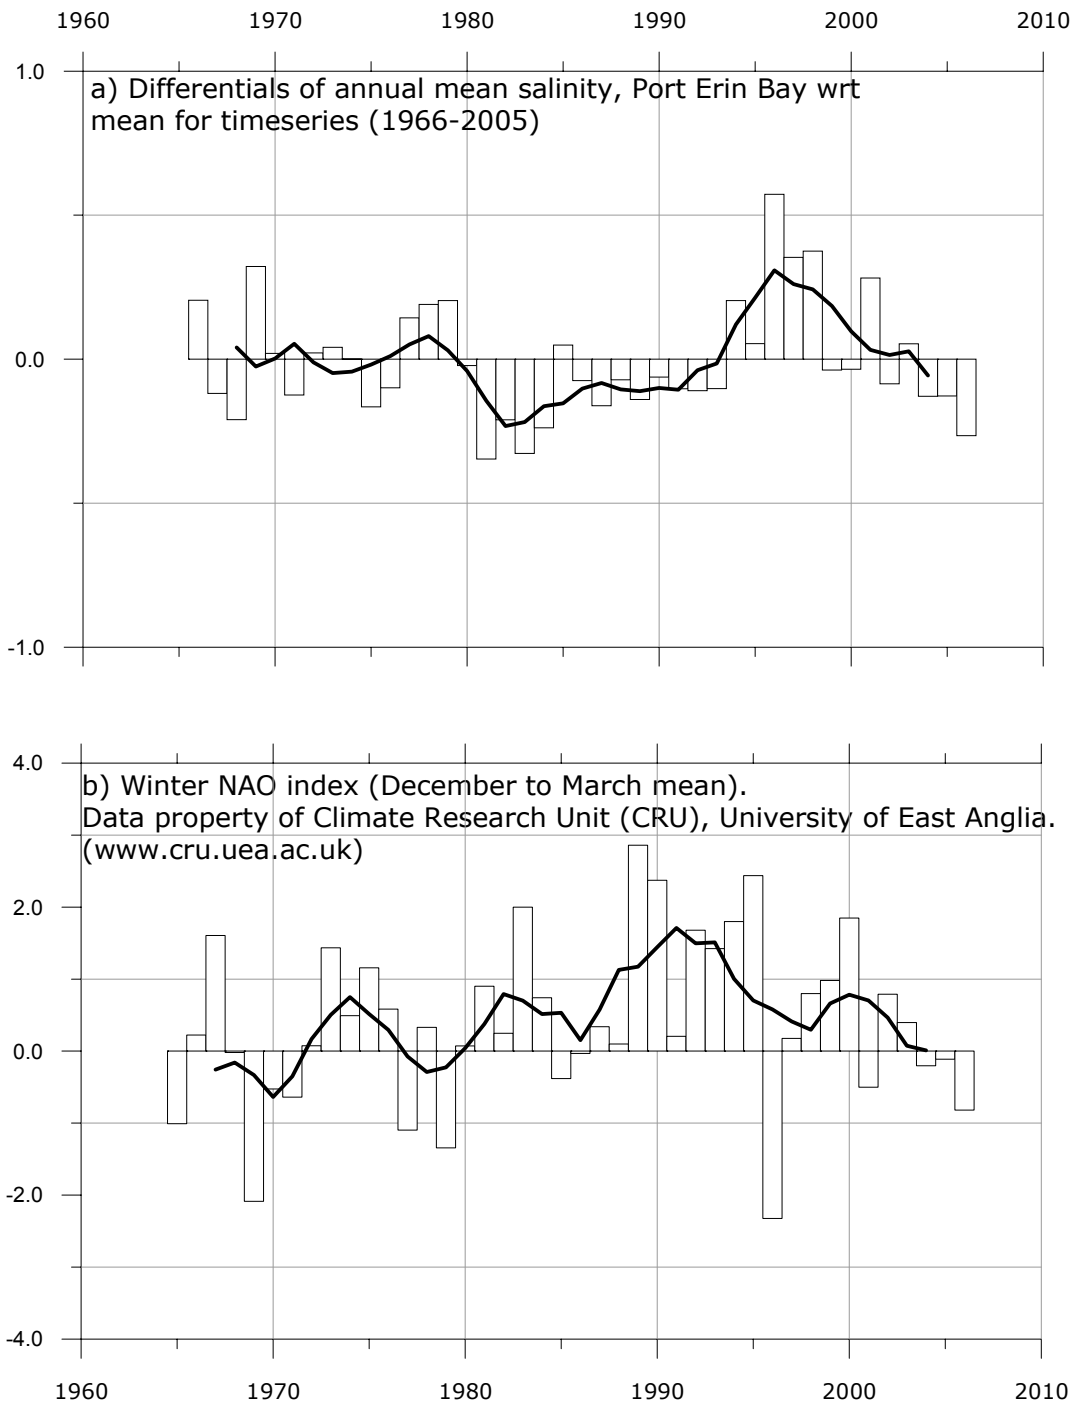 1960 1970 1980 1990 2000 2010
1.0
a) Differentials of annual mean salinity, Port Erin Bay wrt
mean for timeseries (1966-2005)
0.0
-1.0
4.0
b) Winter NAO index (December to March mean).
Data property of Climate Research Unit (CRU), University of East Anglia.
(www.cru.uea.ac.uk)
2.0
0.0
-2.0
-4.0
1960 1970 1980 1990 2000 2010